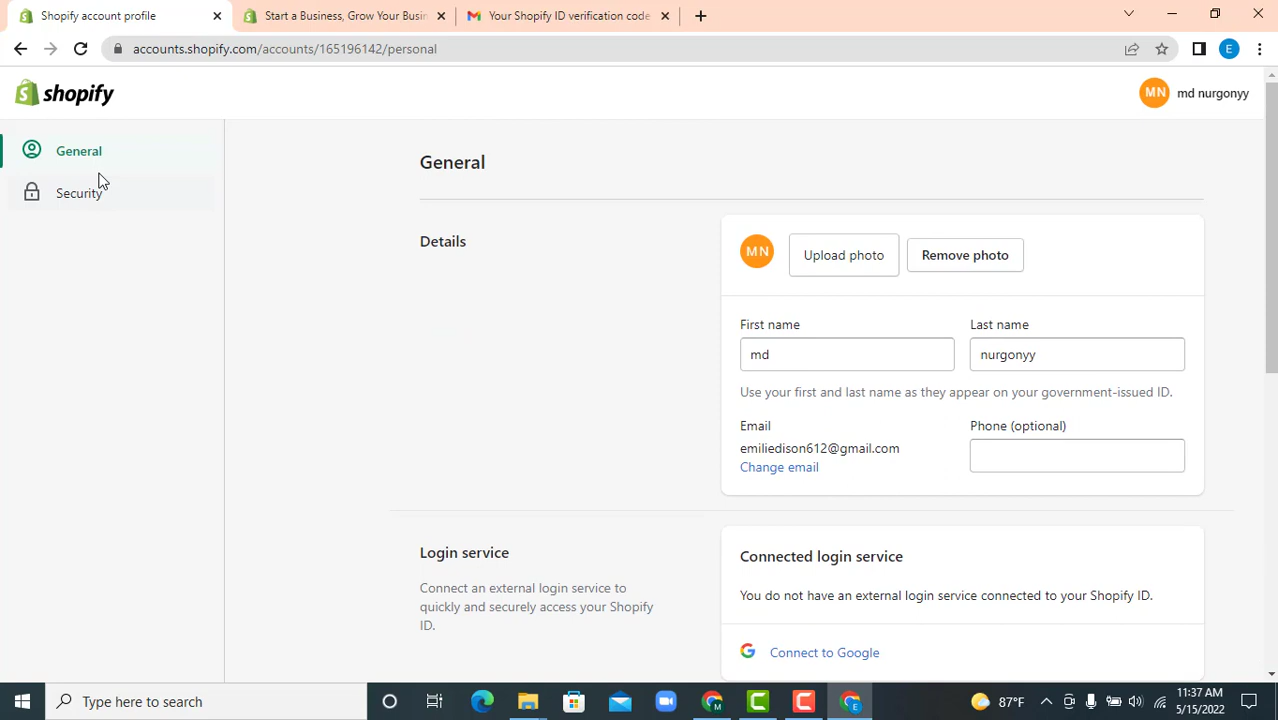 Shopify account profile
Start a Business, Grow Your Busin
Your Shopify ID verification code
accounts.shopify.com/accounts/165196142/personal
E
shopify
MN
md nurgonyy
General
Security
General
Details
MN
Upload photo
Remove photo
First name
Last name
md
nurgonyy
Use your first and last name as they appear on your government-issued ID.
Email
Phone (optional)
emiliedison612@gmail.com
Change email
Login service
Connected login service
Connect an external login service to
quickly and securely access your Shopify
ID.
You do not have an external login service connected to your Shopify ID.
Connect to Google
Type here to search
87°F
11:37 AM
5/15/2022